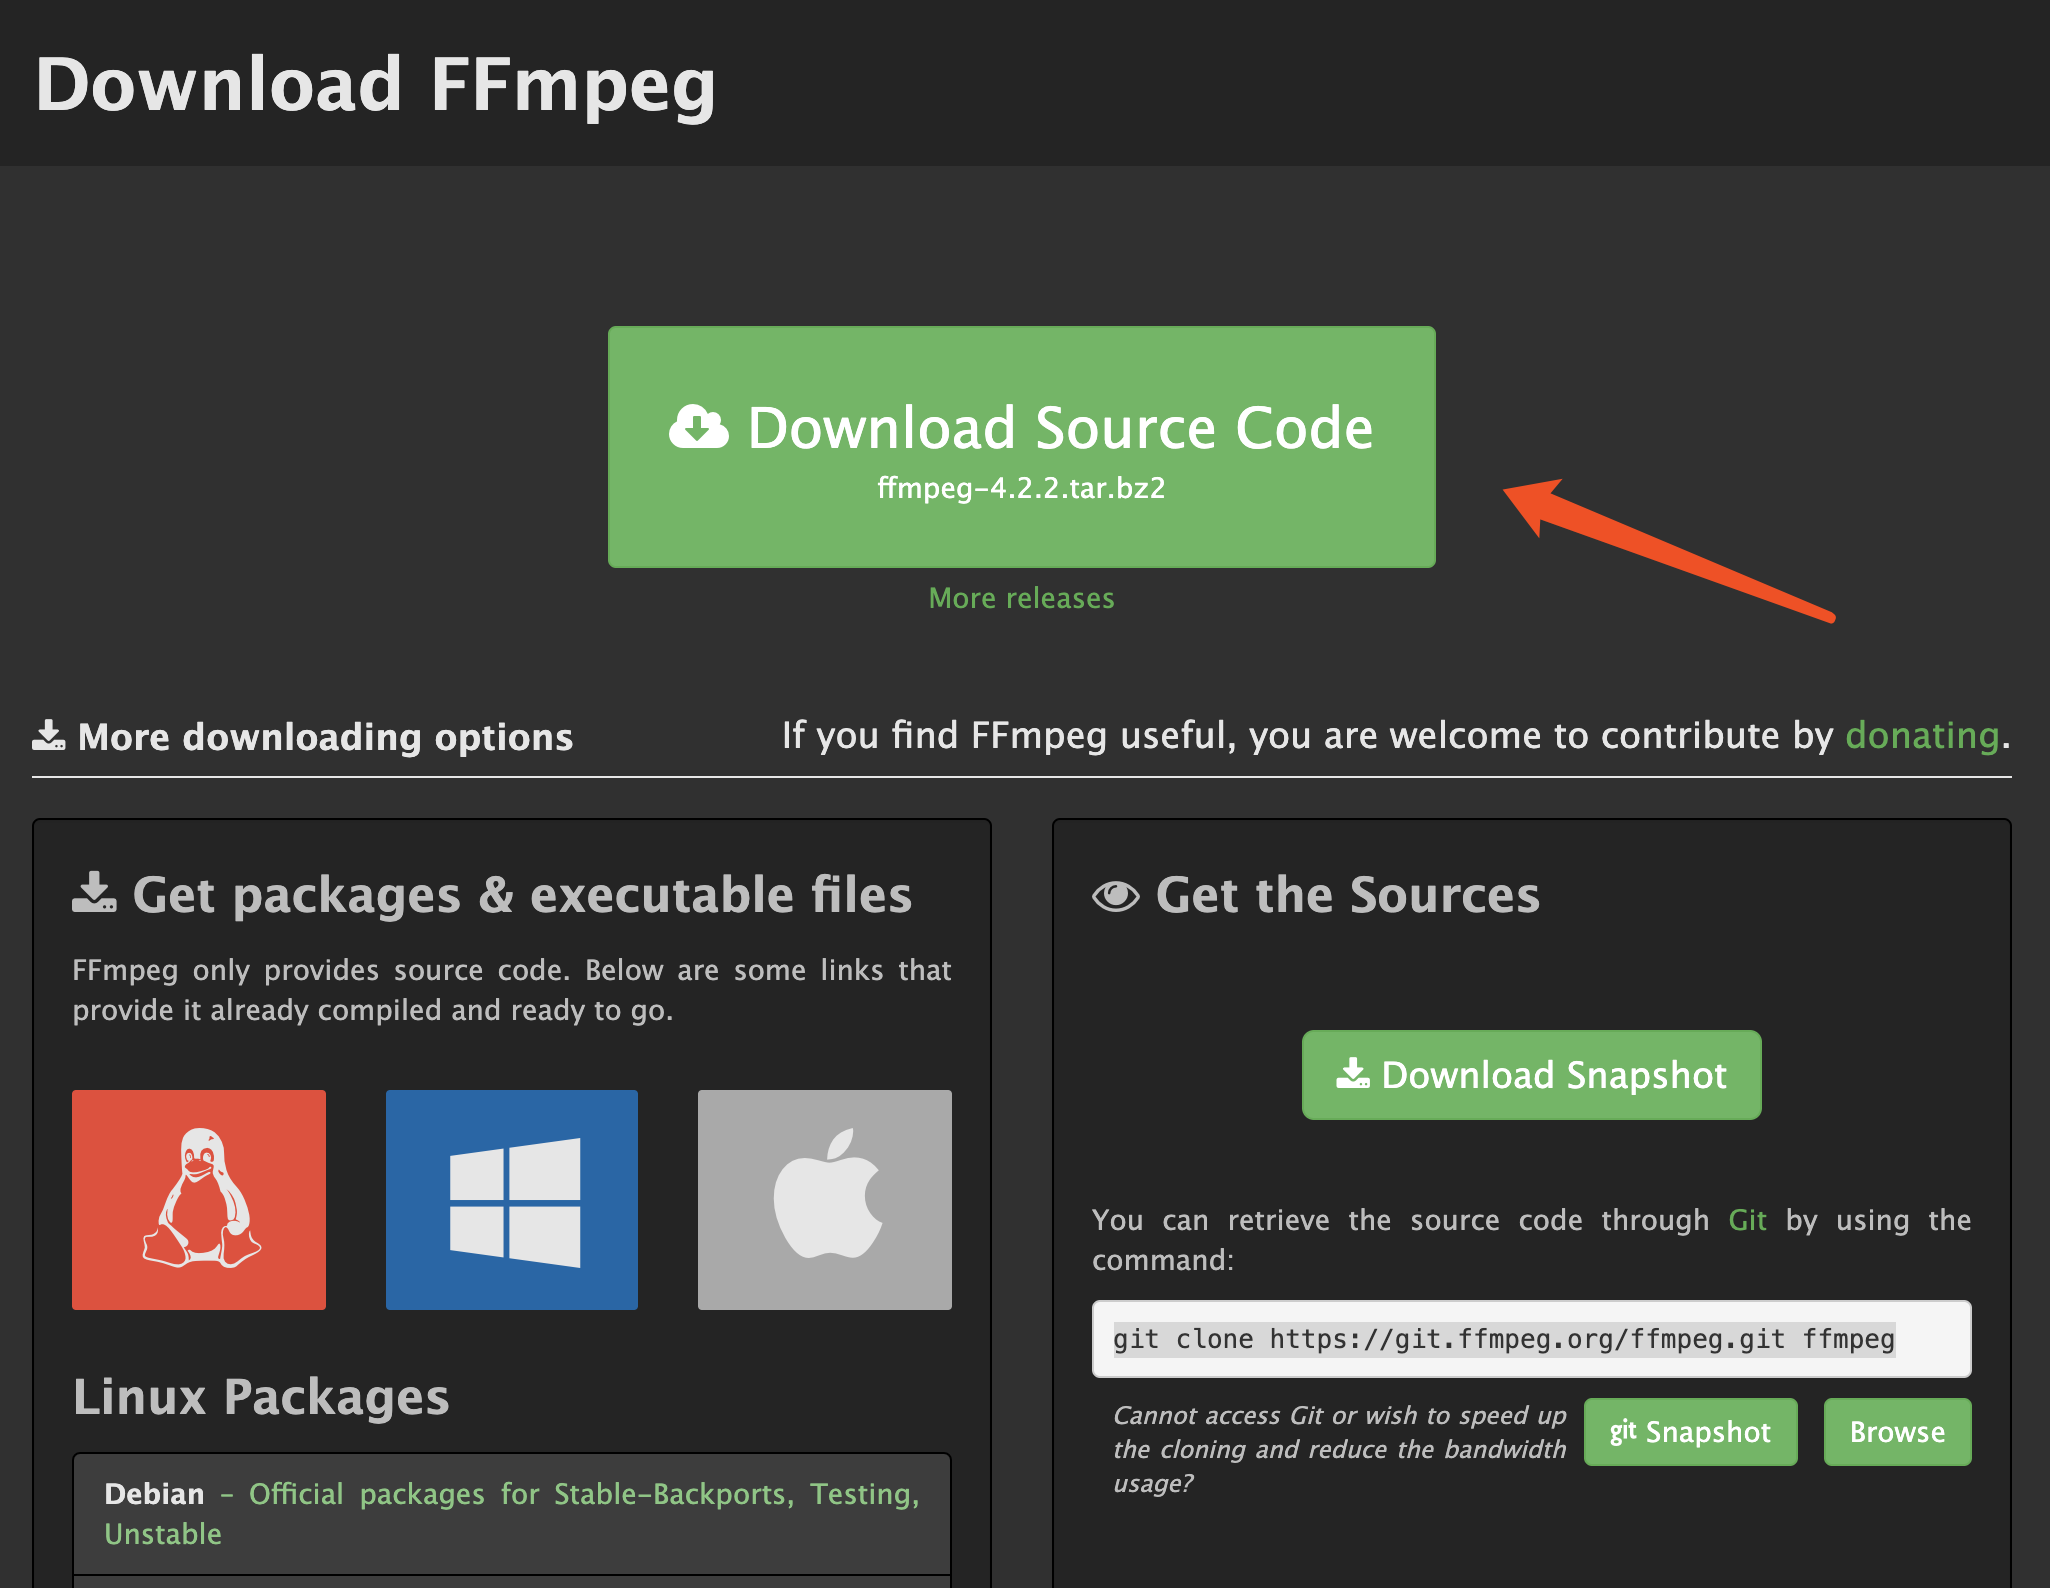 Download FFmpeg
Download Source Code
ffmpeg-4.2.2.tar.bz2
More releases
More downloading options
If you find FFmpeg useful, you are welcome to contribute by donating.
Get packages & executable files
FFmpeg only provides source code. Below are some links that
provide it already compiled and ready to go.
Linux Packages
Debian – Official packages for Stable-Backports, Testing,
Unstable
Get the Sources
Download Snapshot
You can retrieve the source code through Git by using the
command:
git clone https://git.ffmpeg.org/ffmpeg.git ffmpeg
Cannot access Git or wish to speed up
the cloning and reduce the bandwidth
usage?
git Snapshot
Browse